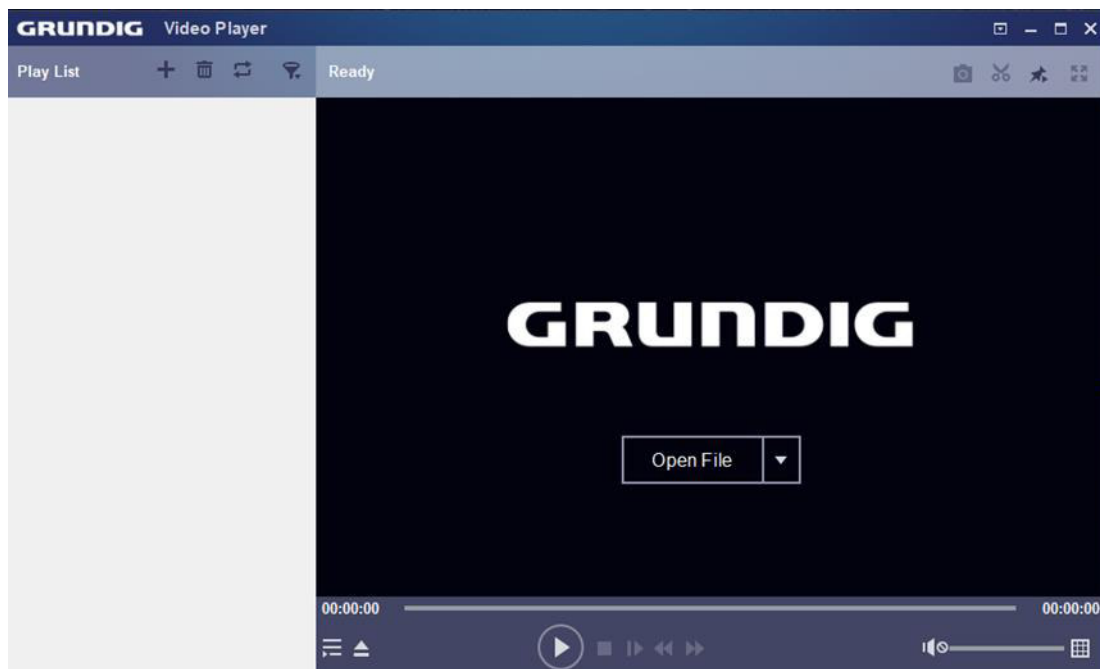 GRUNDIG Video Player
Play List Ready
GRUNDIG
Open File
00:00:00 00:00:00